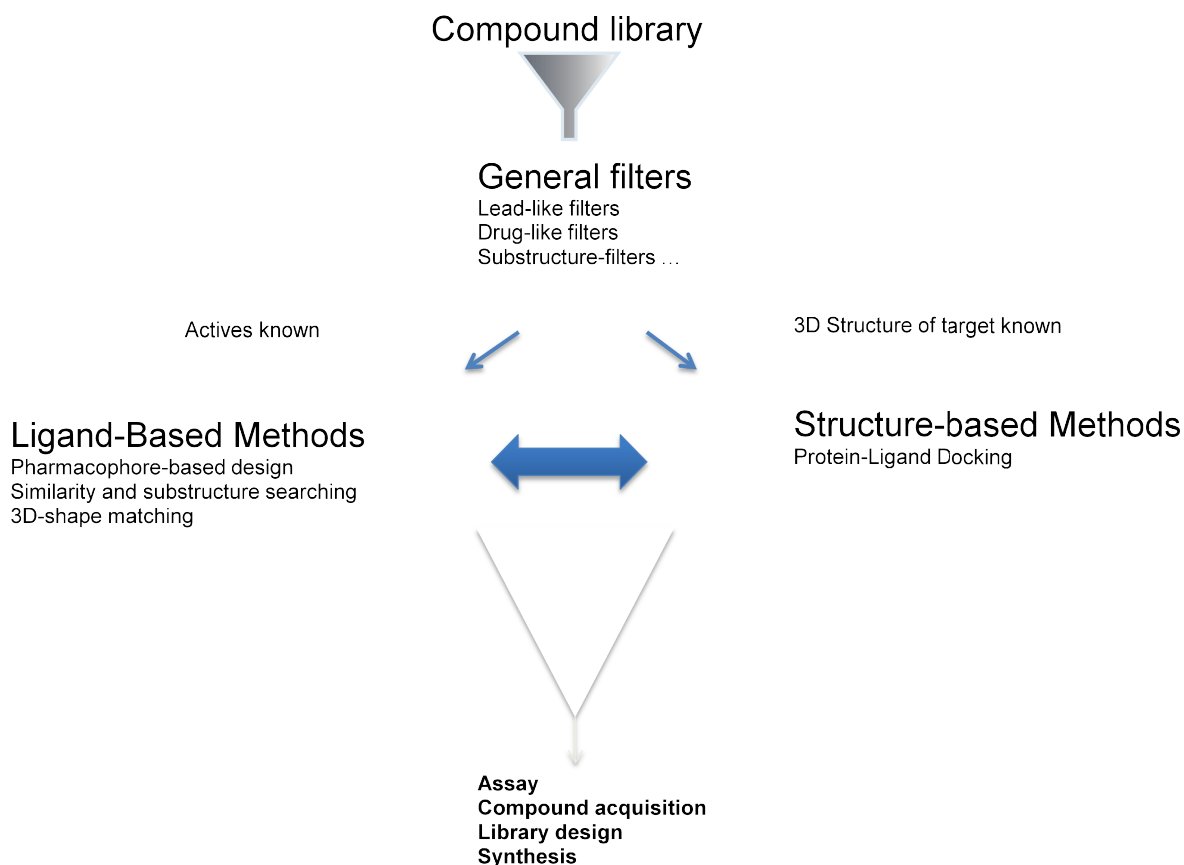 Compound library
General filters
Lead-like filters
Drug-like filters
Substructure-filters …
Actives known
3D Structure of target known
Ligand-Based Methods
Pharmacophore-based design
Similarity and substructure searching
3D-shape matching
Structure-based Methods
Protein-Ligand Docking
Assay
Compound acquisition
Library design
Synthesis